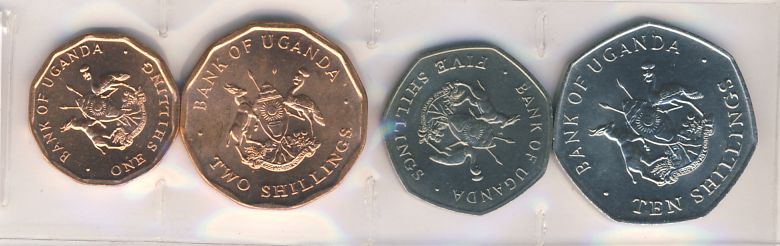 BANK OF UGANDA
· ONE SHILLING ·
BANK OF UGANDA
· TWO SHILLINGS ·
BANK OF UGANDA
· FIVE SHILLINGS ·
BANK OF UGANDA
· TEN SHILLINGS ·